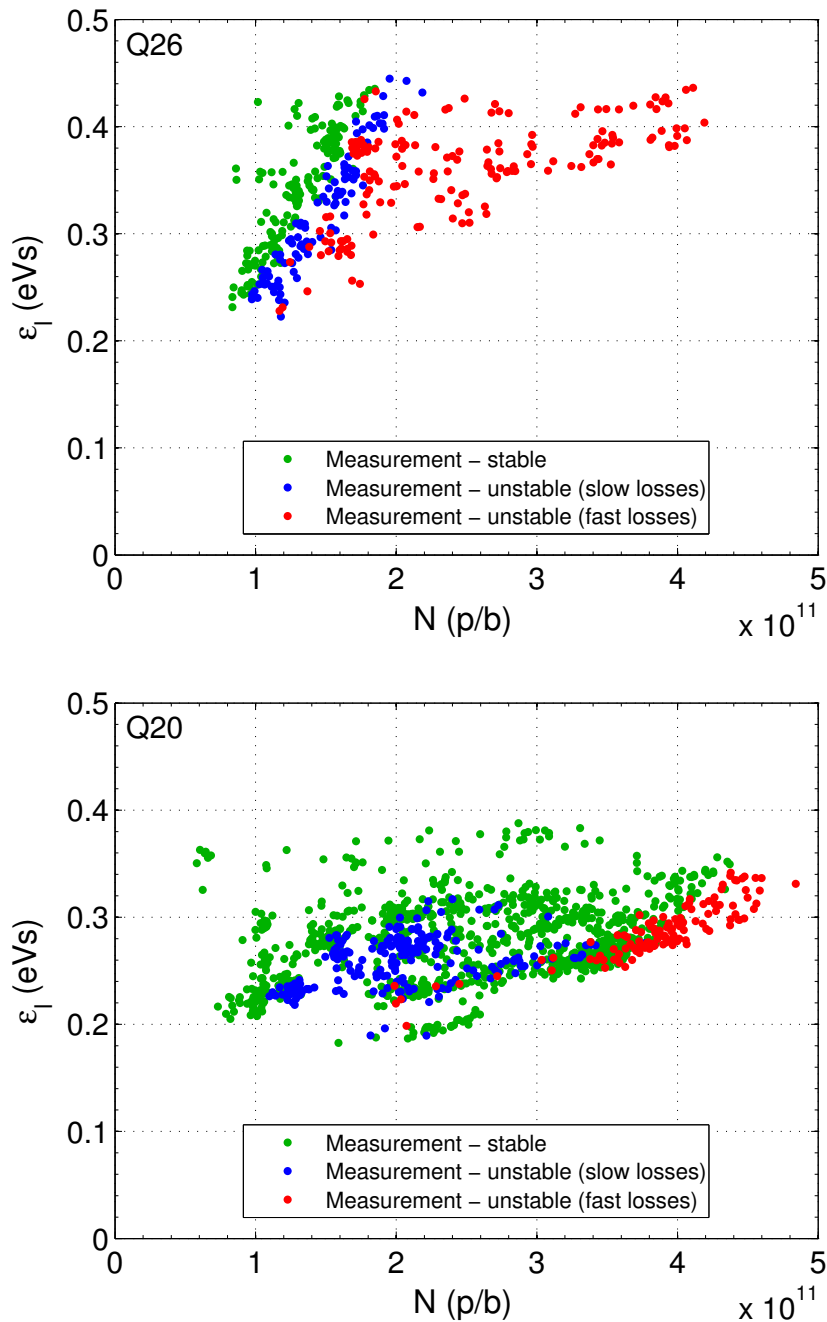 0.5
Q26
0.4
0.3
0.2
0.1
0
εl (eVs)
Measurement – stable
Measurement – unstable (slow losses)
Measurement – unstable (fast losses)
0 1 2 3 4 5
N (p/b)
x 10^11
0.5
Q20
0.4
0.3
0.2
0.1
0
εl (eVs)
Measurement – stable
Measurement – unstable (slow losses)
Measurement – unstable (fast losses)
0 1 2 3 4 5
N (p/b)
x 10^11